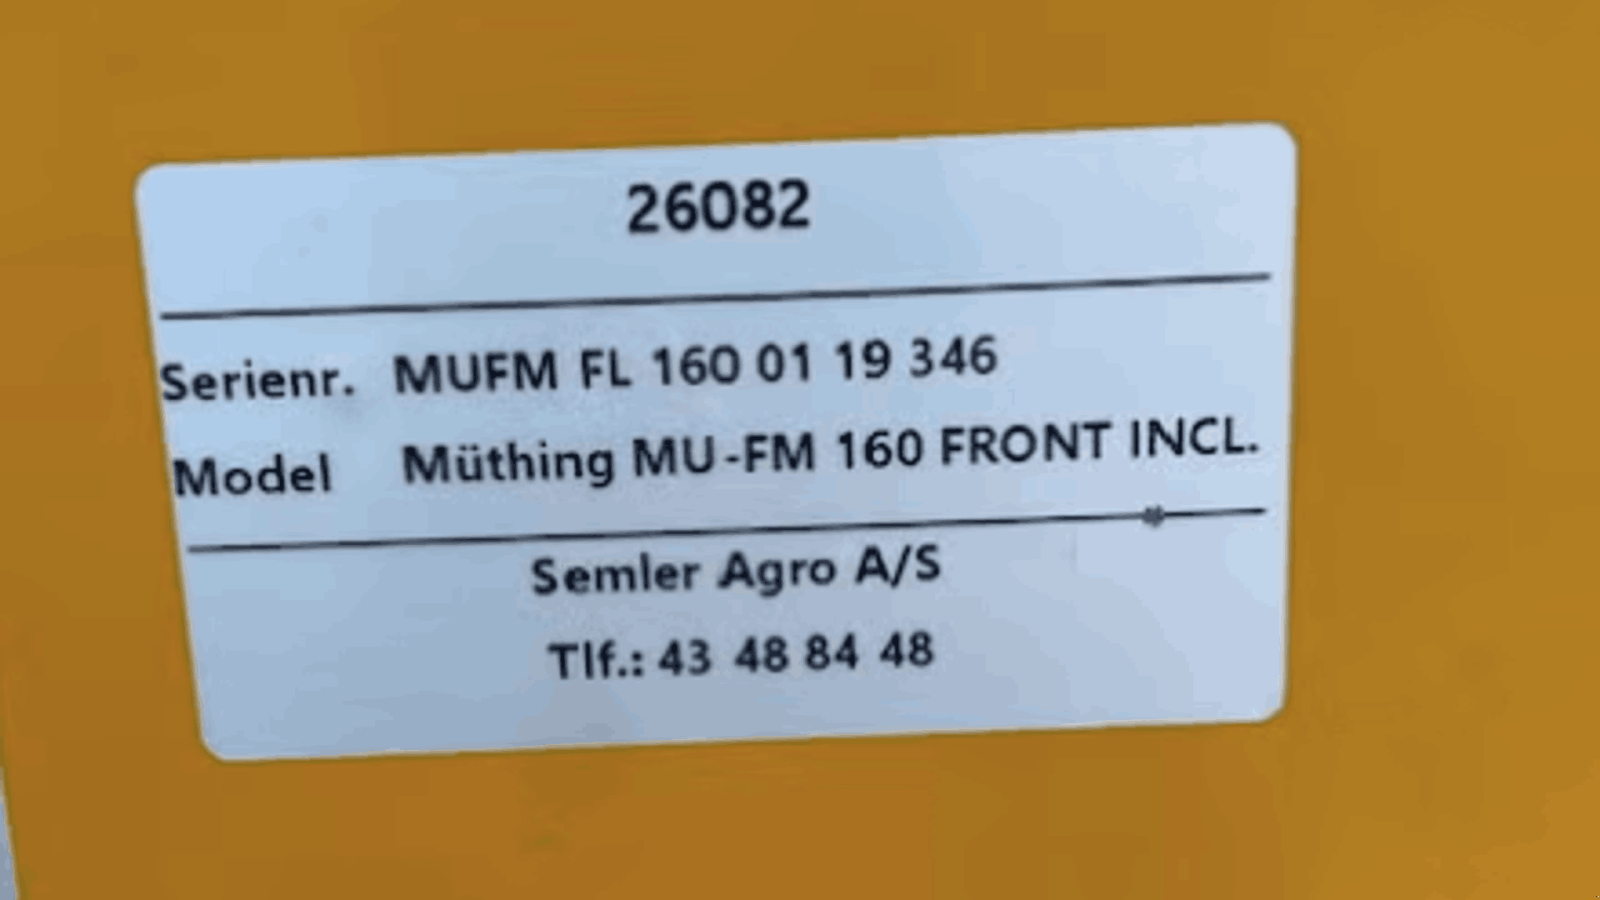 26082
Serienr. MUFM FL 160 01 19 346
Model Müthing MU-FM 160 FRONT INCL.
Semler Agro A/S
Tlf.: 43 48 84 48